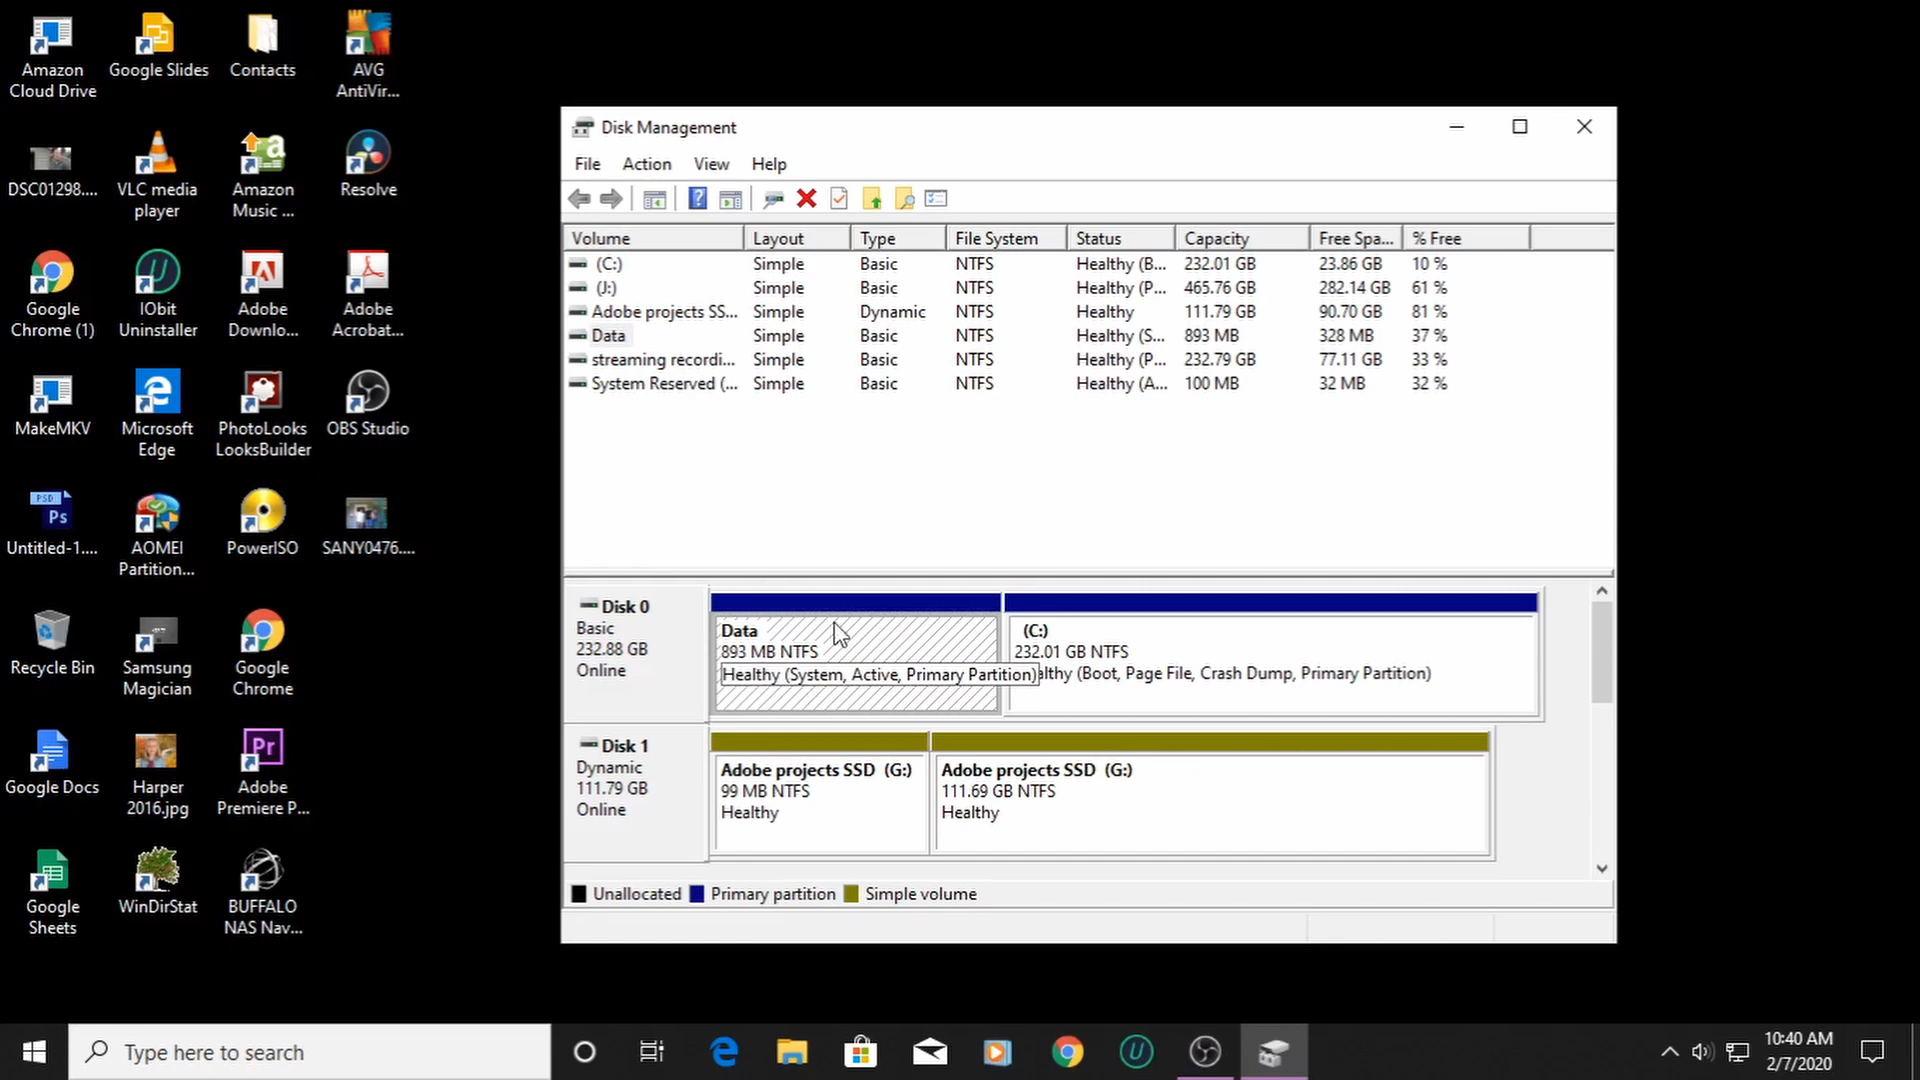 Amazon
Cloud Drive
Google Slides
Contacts
AVG
AntiVir...
DSC01298....
VLC media
player
Amazon
Music ...
Resolve
Google
Chrome (1)
IObit
Uninstaller
Adobe
Downlo...
Adobe
Acrobat...
MakeMKV
Microsoft
Edge
PhotoLooks
LooksBuilder
OBS Studio
PSD
Ps
Untitled-1....
AOMEI
Partition...
PowerISO
SANY0476....
Recycle Bin
Samsung
Magician
Google
Chrome
Google Docs
Harper
2016.jpg
Pr
Adobe
Premiere P...
Google
Sheets
WinDirStat
BUFFALO
NAS Nav...
Disk Management
File Action View Help
Volume Layout Type File System Status Capacity Free Spa... % Free
(C:) Simple Basic NTFS Healthy (B... 232.01 GB 23.86 GB 10 %
(J:) Simple Basic NTFS Healthy (P... 465.76 GB 282.14 GB 61 %
Adobe projects SS... Simple Dynamic NTFS Healthy 111.79 GB 90.70 GB 81 %
Data Simple Basic NTFS Healthy (S... 893 MB 328 MB 37 %
streaming recordi... Simple Basic NTFS Healthy (P... 232.79 GB 77.11 GB 33 %
System Reserved (... Simple Basic NTFS Healthy (A... 100 MB 32 MB 32 %
Disk 0
Basic
232.88 GB
Online
Data
893 MB NTFS
Healthy (System, Active, Primary Partition)
(C:)
232.01 GB NTFS
althy (Boot, Page File, Crash Dump, Primary Partition)
Disk 1
Dynamic
111.79 GB
Online
Adobe projects SSD (G:)
99 MB NTFS
Healthy
Adobe projects SSD (G:)
111.69 GB NTFS
Healthy
Unallocated Primary partition Simple volume
Type here to search
10:40 AM
2/7/2020